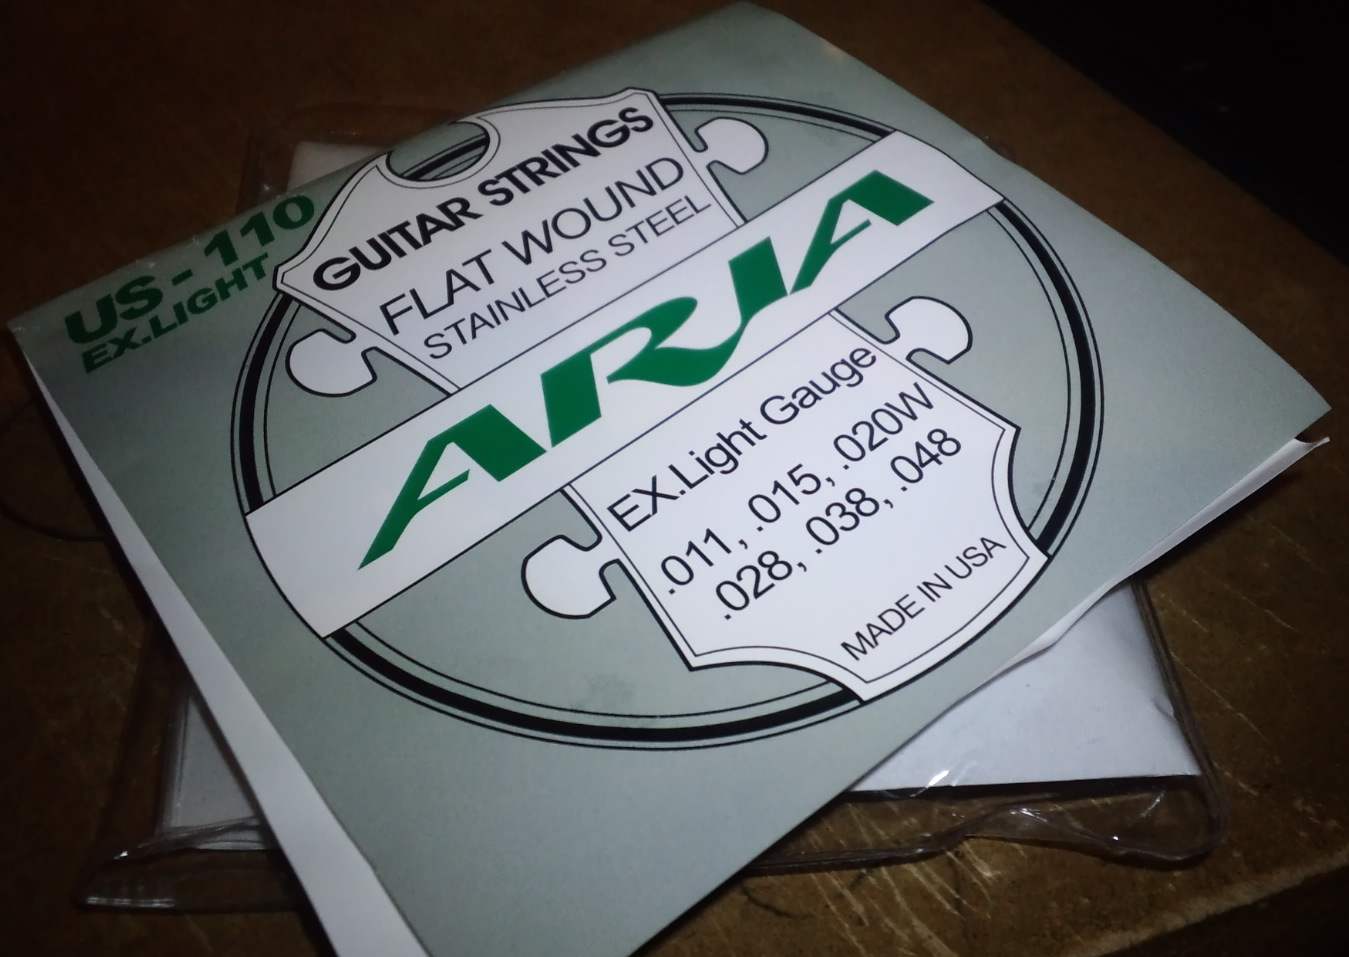 US - 110
EX.LIGHT
GUITAR STRINGS
FLAT WOUND
STAINLESS STEEL
ARIA
EX.Light Gauge
.011, .015, .020W
.028, .038, .048
MADE IN USA